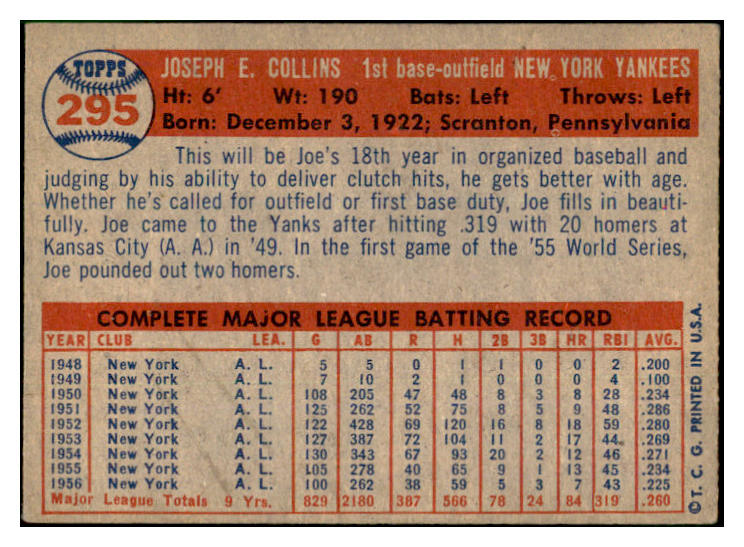 TOPPS
295
JOSEPH E. COLLINS 1st base-outfield NEW YORK YANKEES
Ht: 6' Wt: 190 Bats: Left Throws: Left
Born: December 3, 1922; Scranton, Pennsylvania
This will be Joe's 18th year in organized baseball and
judging by his ability to deliver clutch hits, he gets better with age.
Whether he's called for outfield or first base duty, Joe fills in beauti-
fully. Joe came to the Yanks after hitting .319 with 20 homers at
Kansas City (A. A.) in '49. In the first game of the '55 World Series,
Joe pounded out two homers.
COMPLETE MAJOR LEAGUE BATTING RECORD
YEAR CLUB LEA. G AB R H 2B 3B HR RBI AVG.
1948 New York A. L. 5 5 0 1 1 0 0 2 .200
1949 New York A. L. 7 10 2 1 0 0 0 4 .100
1950 New York A. L. 108 205 47 48 8 3 8 28 .234
1951 New York A. L. 125 262 52 75 8 5 9 48 .286
1952 New York A. L. 122 428 69 120 16 8 18 59 .280
1953 New York A. L. 127 387 72 104 11 2 17 44 .269
1954 New York A. L. 130 343 67 93 20 2 12 46 .271
1955 New York A. L. 105 278 40 65 9 1 13 45 .234
1956 New York A. L. 100 262 38 59 5 3 7 43 .225
Major League Totals 9 Yrs. 829 2180 387 566 78 24 84 319 .260
© T. C. G. PRINTED IN U.S.A.